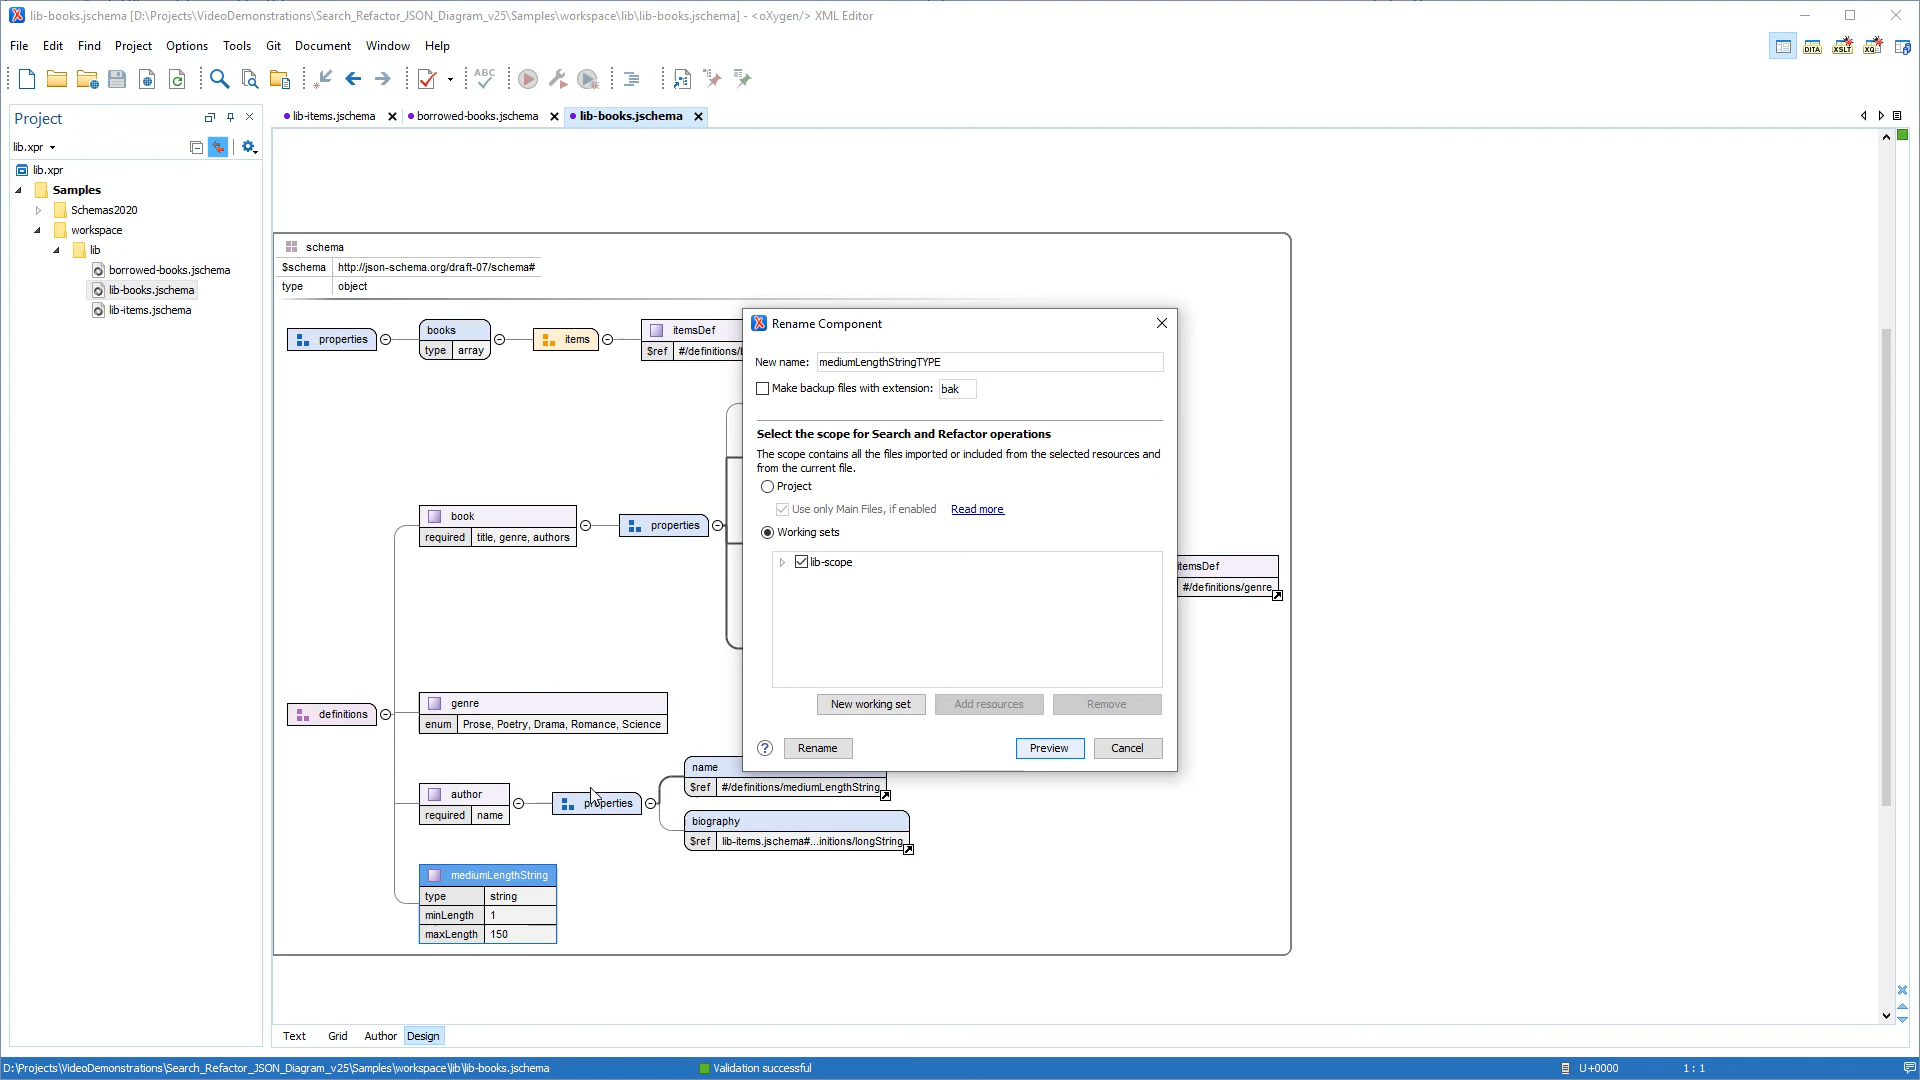 lib-books.jschema [D:\Projects\VideoDemonstrations\Search_Refactor_JSON_Diagram_v25\Samples\workspace\lib\lib-books.jschema] - <oXygen/> XML Editor
File Edit Find Project Options Tools Git Document Window Help
DITA XSLT XQ
ABC
Project
lib-items.jschema borrowed-books.jschema lib-books.jschema
lib.xpr
lib.xpr
Samples
Schemas2020
workspace
lib
borrowed-books.jschema
lib-books.jschema
lib-items.jschema
schema
$schema http://json-schema.org/draft-07/schema#
type object
properties
books
type array
items
itemsDef
$ref #/definitions/b
book
required title, genre, authors
properties
itemsDef
#/definitions/genre
definitions
genre
enum Prose, Poetry, Drama, Romance, Science
author
required name
properties
name
$ref #/definitions/mediumLengthString
biography
$ref lib-items.jschema#...initions/longString
mediumLengthString
type string
minLength 1
maxLength 150
Rename Component
New name: mediumLengthStringTYPE
Make backup files with extension: bak
Select the scope for Search and Refactor operations
The scope contains all the files imported or included from the selected resources and
from the current file.
Project
Use only Main Files, if enabled Read more
Working sets
lib-scope
New working set Add resources Remove
? Rename Preview Cancel
Text Grid Author Design
D:\Projects\VideoDemonstrations\Search_Refactor_JSON_Diagram_v25\Samples\workspace\lib\lib-books.jschema Validation successful U+0000 1 : 1